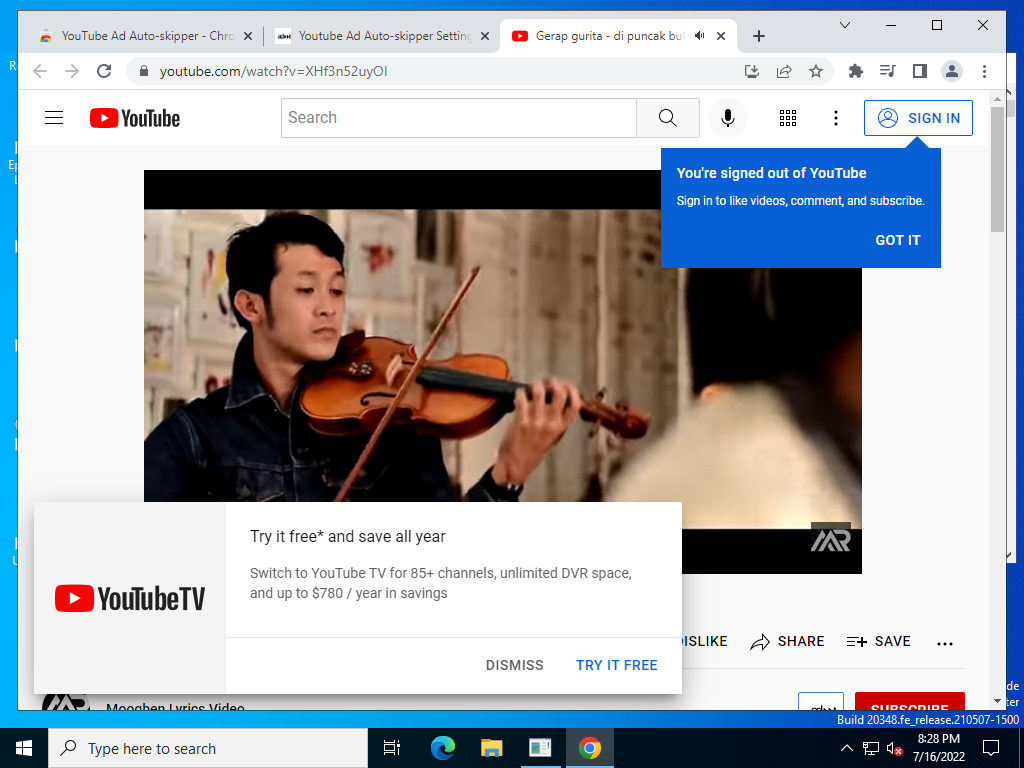 YouTube Ad Auto-skipper - Chro
Youtube Ad Auto-skipper Setting
Gerap gurita - di puncak buk
youtube.com/watch?v=XHf3n52uyOI
YouTube
Search
SIGN IN
You're signed out of YouTube
Sign in to like videos, comment, and subscribe.
GOT IT
YouTubeTV
Try it free* and save all year
Switch to YouTube TV for 85+ channels, unlimited DVR space,
and up to $780 / year in savings
DISMISS
TRY IT FREE
DISLIKE
SHARE
SAVE
Mooghen Lyrics Video
SUBSCRIBE
Build 20348.fe_release.210507-1500
Type here to search
8:28 PM
7/16/2022